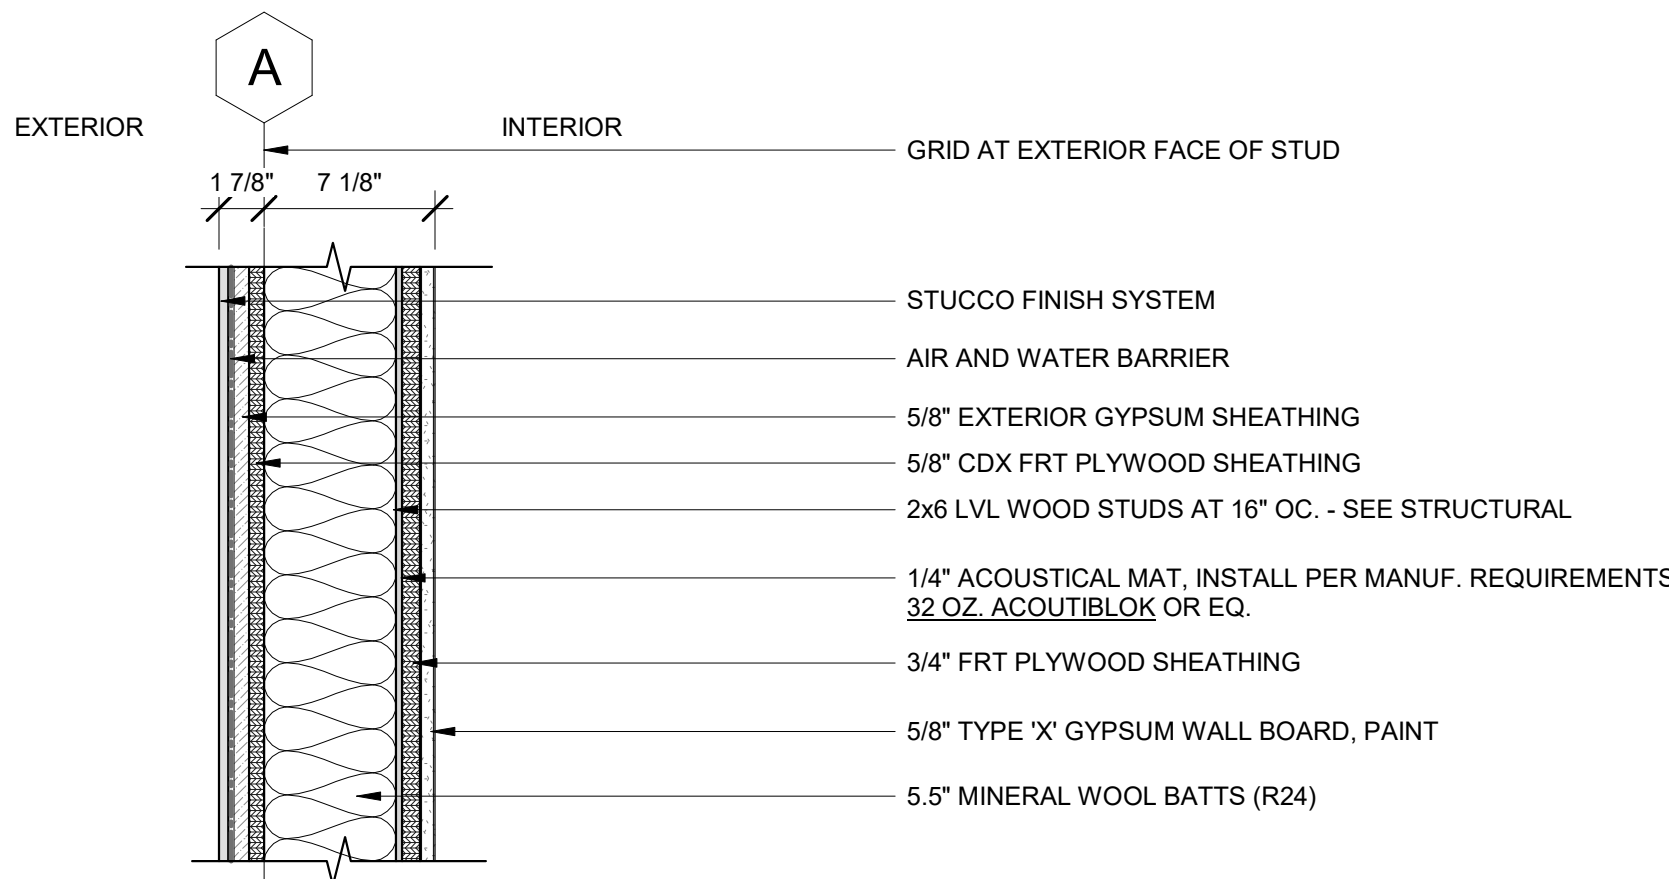 A
EXTERIOR
INTERIOR
GRID AT EXTERIOR FACE OF STUD
1 7/8" 7 1/8"
STUCCO FINISH SYSTEM
AIR AND WATER BARRIER
5/8" EXTERIOR GYPSUM SHEATHING
5/8" CDX FRT PLYWOOD SHEATHING
2x6 LVL WOOD STUDS AT 16" OC. - SEE STRUCTURAL
1/4" ACOUSTICAL MAT, INSTALL PER MANUF. REQUIREMENTS
32 OZ. ACOUTIBLOK OR EQ.
3/4" FRT PLYWOOD SHEATHING
5/8" TYPE 'X' GYPSUM WALL BOARD, PAINT
5.5" MINERAL WOOL BATTS (R24)